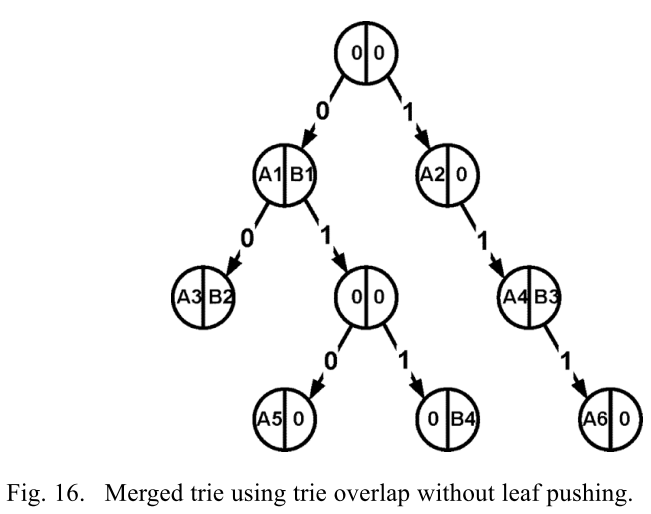 0 0
0 1
A1 B1 A2 0
0 1 1
A3 B2 0 0 A4 B3
0 1 1
A5 0 0 B4 A6 0
Fig. 16. Merged trie using trie overlap without leaf pushing.